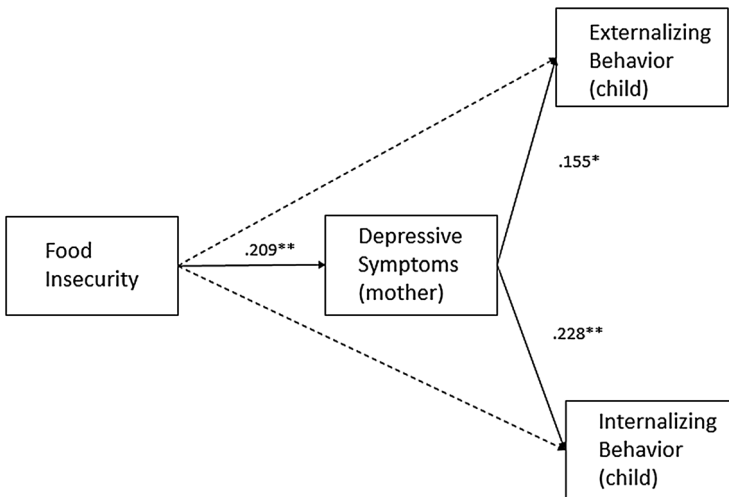 Externalizing
Behavior
(child)
.155*
Food
Insecurity
.209**
Depressive
Symptoms
(mother)
.228**
Internalizing
Behavior
(child)